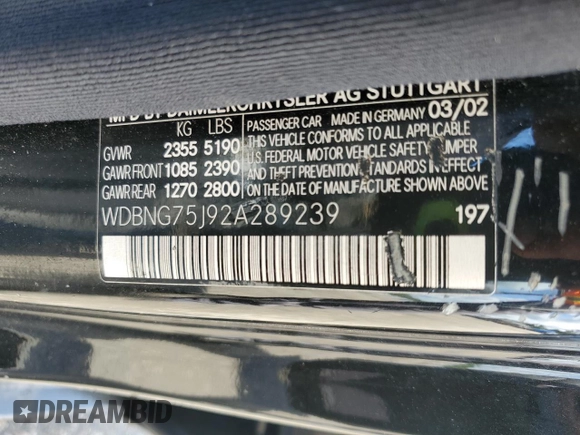 MFD BY DAIMLERCHRYSLER AG STUTTGART
KG LBS
GVWR 2355 5190
GAWR FRONT 1085 2390
GAWR REAR 1270 2800
PASSENGER CAR MADE IN GERMANY 03/02
THIS VEHICLE CONFORMS TO ALL APPLICABLE
U.S. FEDERAL MOTOR VEHICLE SAFETY BUMPER
AND THEFT PREVENTION STANDARDS IN EFFECT
ON THE DATE OF MANUFACTURE SHOWN ABOVE.
WDBNG75J92A289239 197
DREAMBID